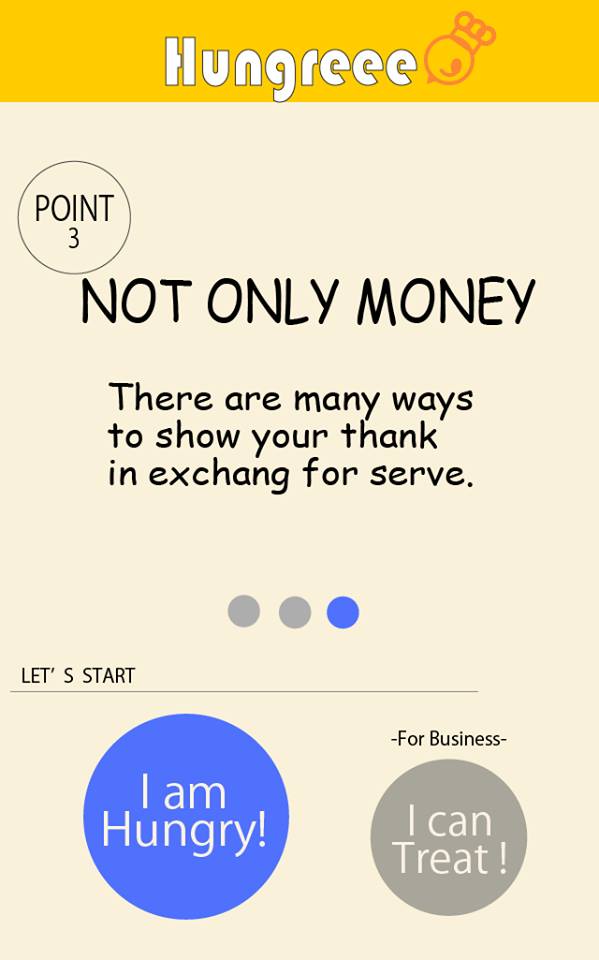 Hungreee
POINT
3
NOT ONLY MONEY
There are many ways
to show your thank
in exchang for serve.
LET' S START
I am
Hungry!
-For Business-
I can
Treat !